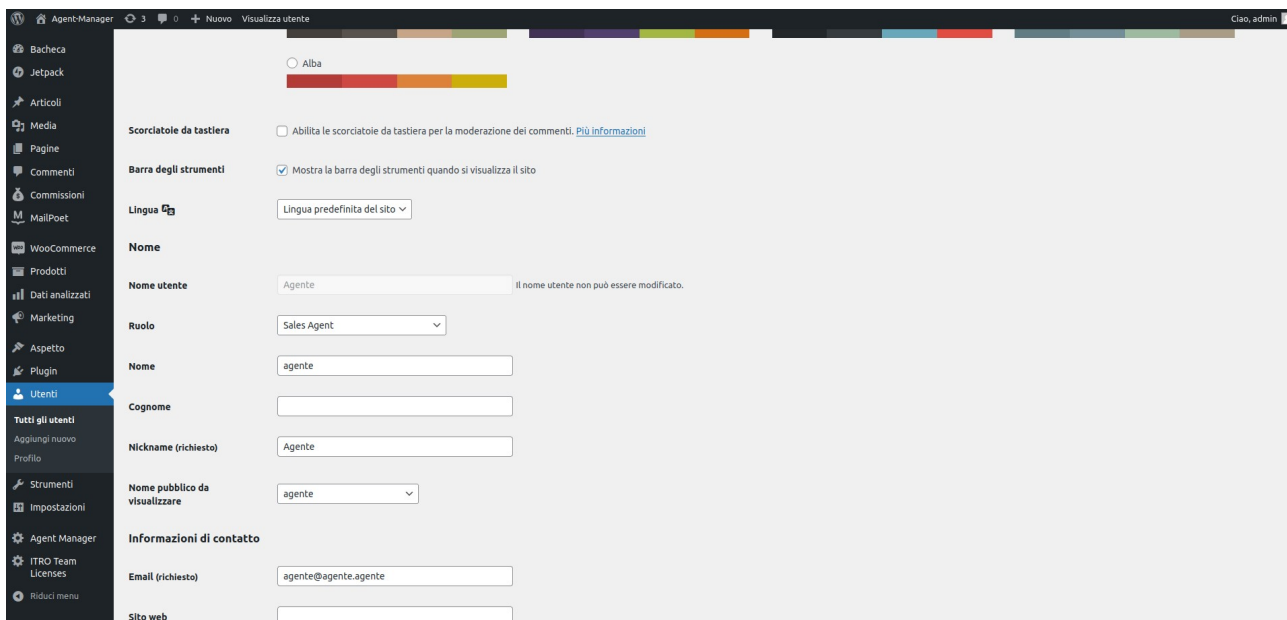 Agent-Manager 3 0 + Nuovo Visualizza utente Ciao, admin
Bacheca
Jetpack
Articoli
Media
Pagine
Commenti
Commissioni
MailPoet
WooCommerce
Prodotti
Dati analizzati
Marketing
Aspetto
Plugin
Utenti
Tutti gli utenti
Aggiungi nuovo
Profilo
Strumenti
Impostazioni
Agent Manager
ITRO Team
Licenses
Riduci menu
Alba
Scorciatoie da tastiera Abilita le scorciatoie da tastiera per la moderazione dei commenti. Più informazioni
Barra degli strumenti Mostra la barra degli strumenti quando si visualizza il sito
Lingua Lingua predefinita del sito
Nome
Nome utente Agente Il nome utente non può essere modificato.
Ruolo Sales Agent
Nome agente
Cognome
Nickname (richiesto) Agente
Nome pubblico da
visualizzare agente
Informazioni di contatto
Email (richiesto) agente@agente.agente
Sito web